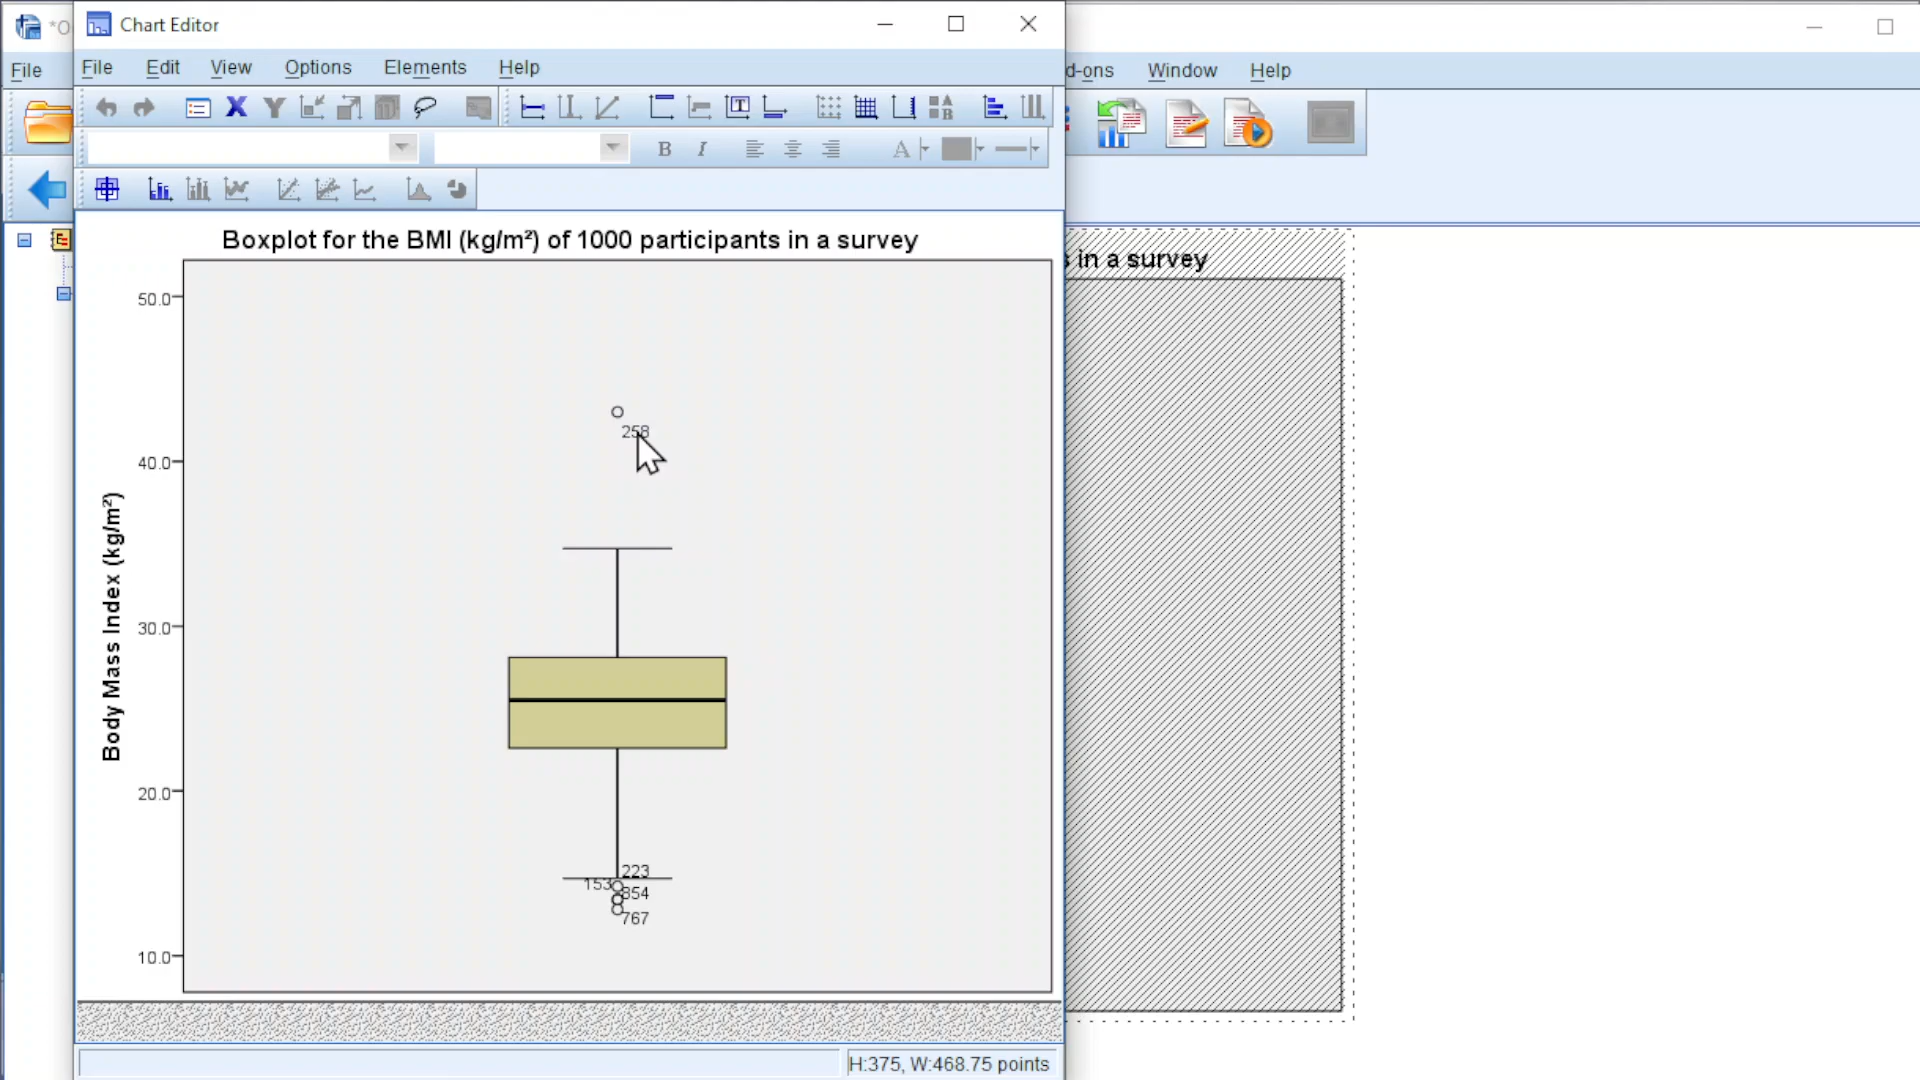 *O
Chart Editor
File
File Edit View Options Elements Help
d-ons Window Help
X Y
B I A
Boxplot for the BMI (kg/m²) of 1000 participants in a survey
in a survey
50.0
258
40.0
30.0
Body Mass Index (kg/m²)
20.0
223
153
854
767
10.0
H:375, W:468.75 points